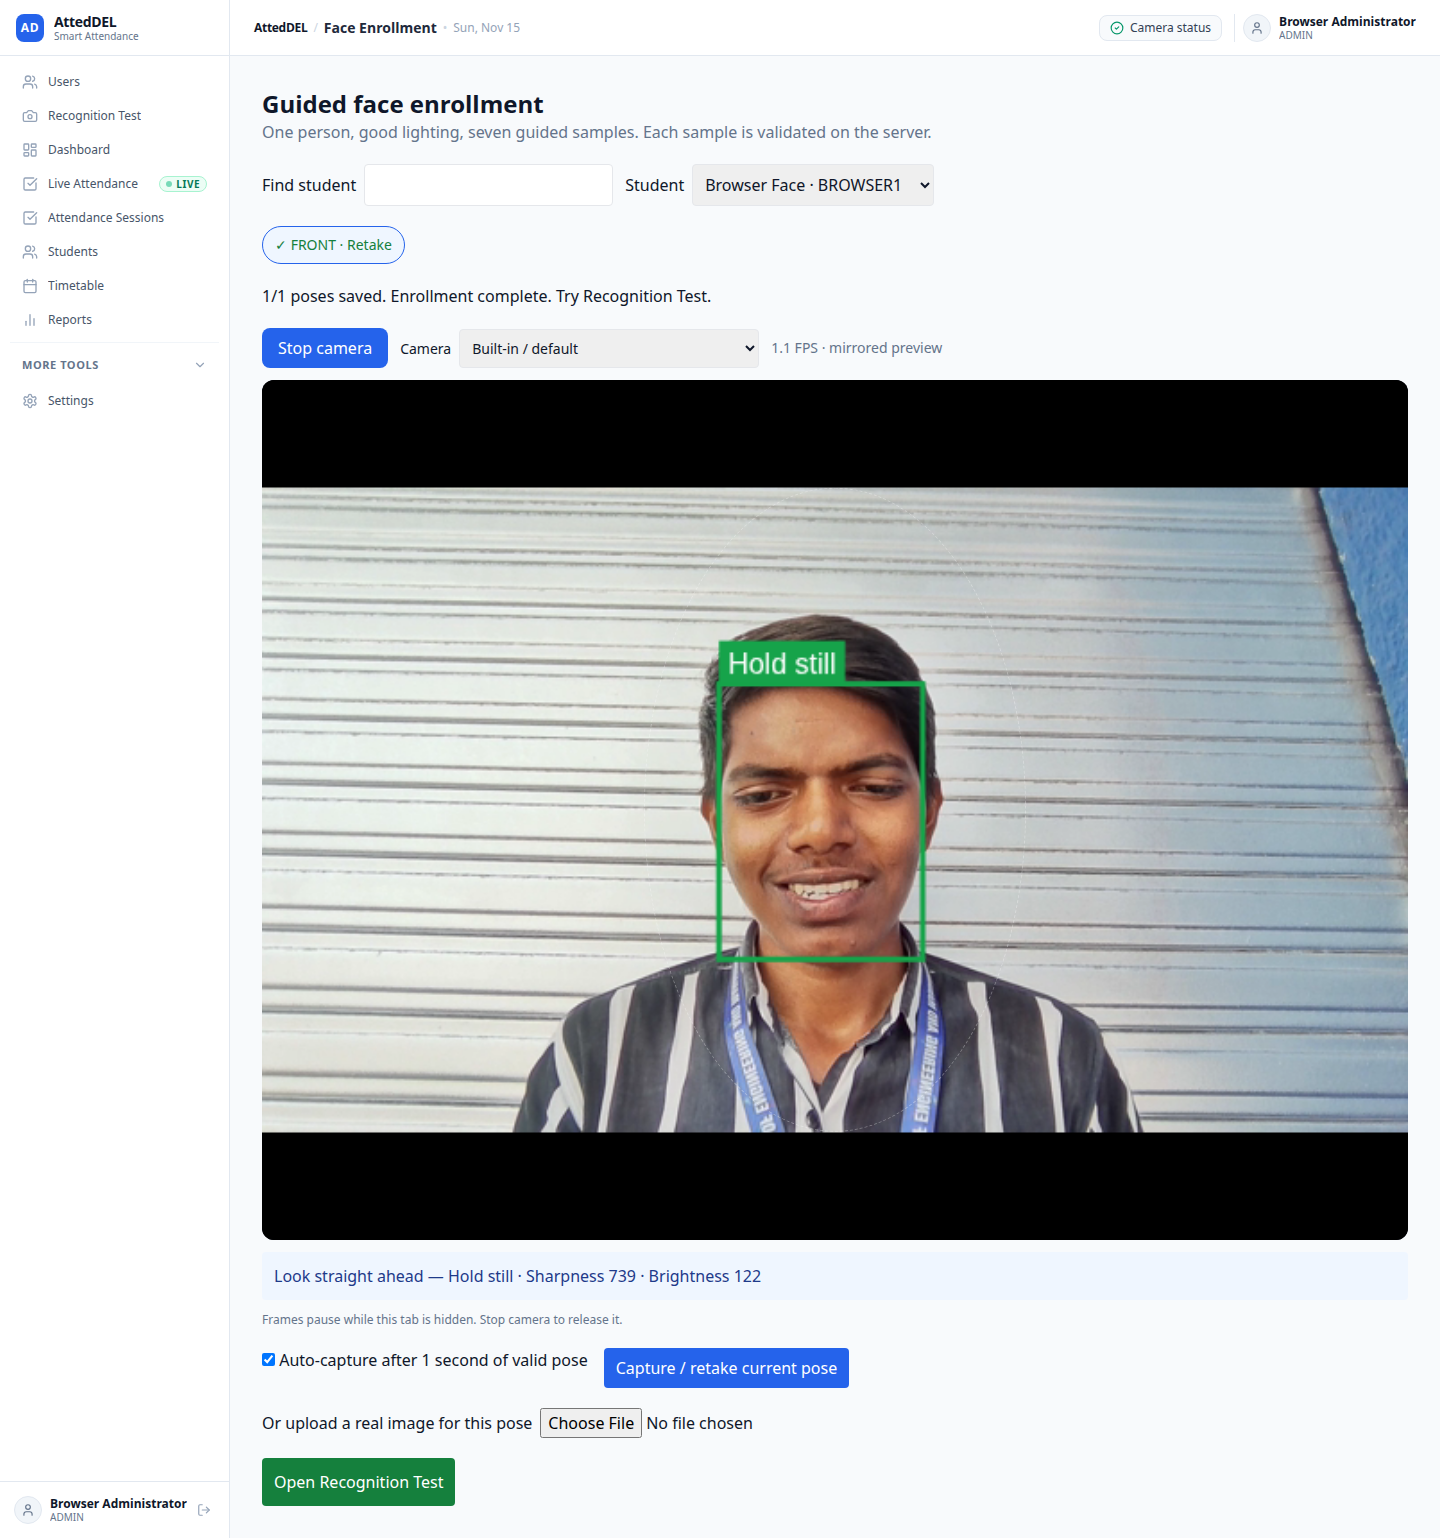 AD
AttedDEL
Smart Attendance
AttedDEL / Face Enrollment · Sun, Nov 15
Camera status
Browser Administrator
ADMIN
Users
Recognition Test
Dashboard
Live Attendance
LIVE
Attendance Sessions
Students
Timetable
Reports
MORE TOOLS
Settings
Guided face enrollment
One person, good lighting, seven guided samples. Each sample is validated on the server.
Find student
Student
Browser Face · BROWSER1
✓ FRONT · Retake
1/1 poses saved. Enrollment complete. Try Recognition Test.
Stop camera
Camera
Built-in / default
1.1 FPS · mirrored preview
Hold still
OF ENGINEERING AND
ENGINEERING AND
Look straight ahead — Hold still · Sharpness 739 · Brightness 122
Frames pause while this tab is hidden. Stop camera to release it.
Auto-capture after 1 second of valid pose
Capture / retake current pose
Or upload a real image for this pose
Choose File
No file chosen
Open Recognition Test
Browser Administrator
ADMIN